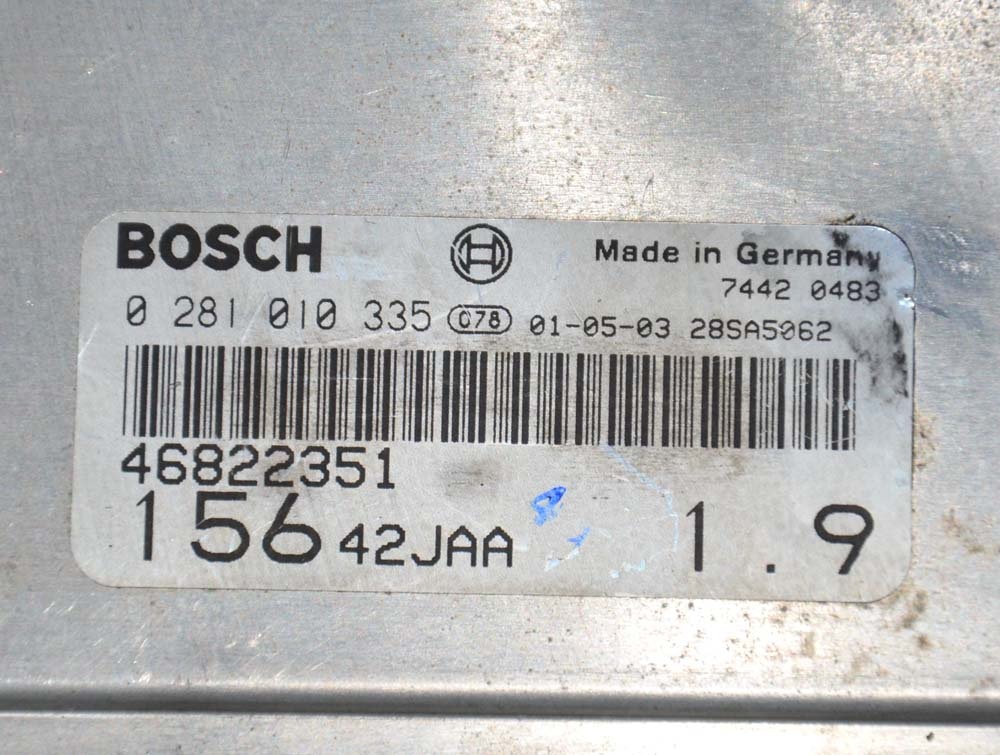 BOSCH Made in Germany
7442 0483
0 281 010 335 078 01-05-03 28SA5062
46822351
156 42JAA 1.9